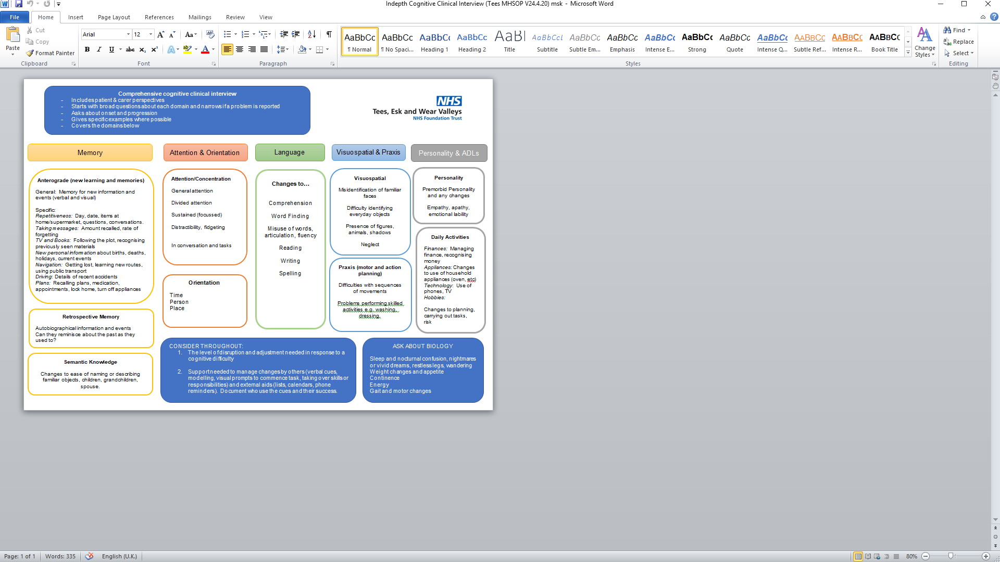 Indepth Cognitive Clinical Interview (Tees MHSOP V24.4.20) msk - Microsoft Word
File Home Insert Page Layout References Mailings Review View
Paste
Cut
Copy
Format Painter
Clipboard
Arial 12
Font
Paragraph
AaBbCc AaBbCc AaBbCc AaBbCc AaBl AaBbCcL AaBbCc AaBbCc AaBbCc AaBbCc AaBbCc AaBbCc AABBCC AABBCC AABBCC
¶ Normal ¶ No Spaci... Heading 1 Heading 2 Title Subtitle Subtle Em... Emphasis Intense E... Strong Quote Intense Q... Subtle Ref... Intense R... Book Title
Styles
Change Styles
Find
Replace
Select
Editing
Comprehensive cognitive clinical interview
- Includes patient & carer perspectives
- Starts with broad questions about each domain and narrows if a problem is reported
- Asks about onset and progression
- Gives specific examples where possible
- Covers the domains below
NHS
Tees, Esk and Wear Valleys
NHS Foundation Trust
Memory
Anterograde (new learning and memories)
General: Memory for new information and
events (verbal and visual)
Specific:
Repetitiveness: Day, date, items at
home/supermarket, questions, conversations.
Taking messages: Amount recalled, rate of
forgetting
TV and Books: Following the plot, recognising
previously seen materials
New personal information about births, deaths,
holidays, current events
Navigation: Getting lost, learning new routes,
using public transport
Driving: Details of recent accidents
Plans: Recalling plans, medication,
appointments, lock home, turn off appliances
Retrospective Memory
Autobiographical information and events
Can they reminisce about the past as they
used to?
Semantic Knowledge
Changes to ease of naming or describing
familiar objects, children, grandchildren,
spouse.
Attention & Orientation
Attention/Concentration
General attention
Divided attention
Sustained (focussed)
Distractibility, fidgeting
In conversation and tasks
Orientation
Time
Person
Place
Language
Changes to...
Comprehension
Word Finding
Misuse of words,
articulation, fluency
Reading
Writing
Spelling
Visuospatial & Praxis
Visuospatial
Misidentification of familiar
faces
Difficulty identifying
everyday objects
Presence of figures,
animals, shadows
Neglect
Praxis (motor and action
planning)
Difficulties with sequences
of movements
Problems performing skilled
activities e.g. washing,
dressing,
Personality & ADLs
Personality
Premorbid Personality
and any changes
Empathy, apathy,
emotional lability
Daily Activities
Finances: Managing
finance, recognising
money
Appliances: Changes
to use of household
appliances (oven, etc)
Technology: Use of
phones, TV
Hobbies:
Changes to planning,
carrying out tasks,
risk
CONSIDER THROUGHOUT:
1. The level of disruption and adjustment needed in response to a
cognitive difficulty
2. Support needed to manage changes by others (verbal cues,
modelling, visual prompts to commence task, taking over skills or
responsibilities) and external aids (lists, calendars, phone
reminders). Document who use the cues and their success.
ASK ABOUT BIOLOGY
Sleep and nocturnal confusion, nightmares
or vivid dreams, restless legs, wandering
Weight changes and appetite
Continence
Energy
Gait and motor changes
Page: 1 of 1 Words: 335 English (U.K.) 80%